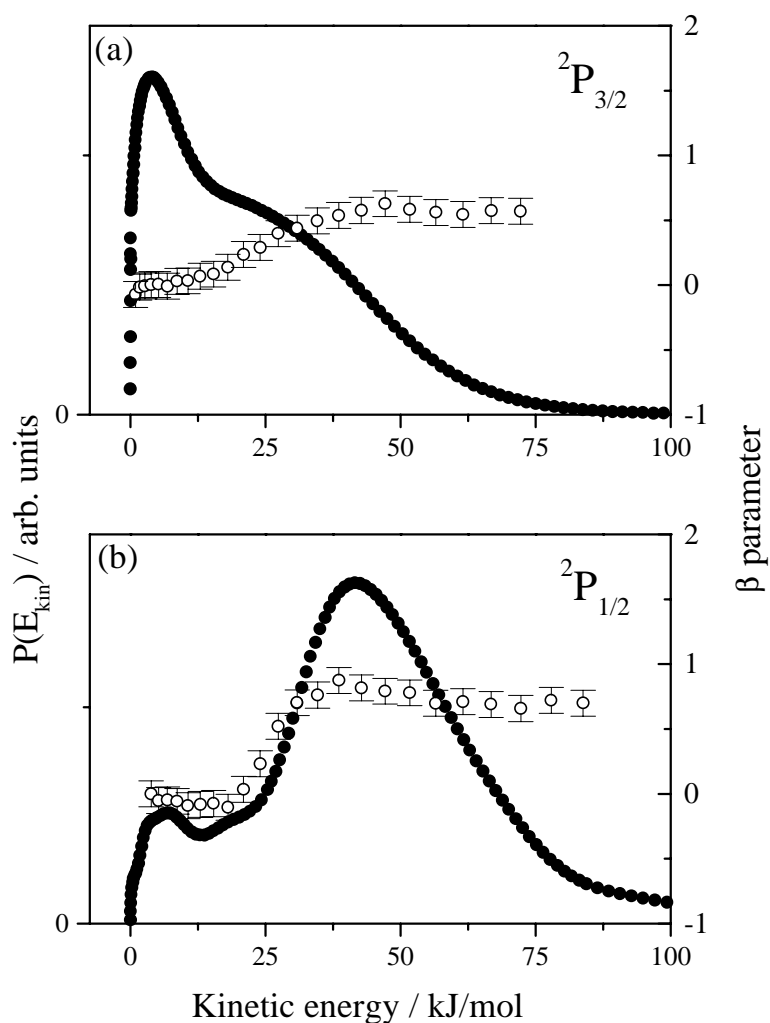 (a)
²P₃/₂
2
1
0
-1
0
0 25 50 75 100
(b)
²P₁/₂
2
1
0
-1
0
0 25 50 75 100
P(E_kin) / arb. units
β parameter
Kinetic energy / kJ/mol